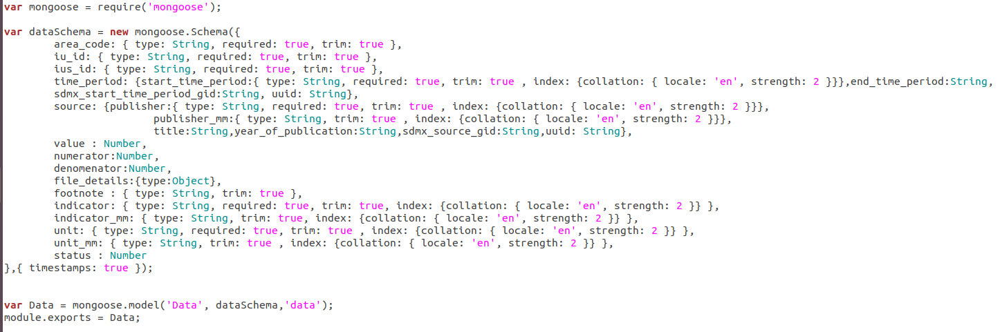 var mongoose = require('mongoose');
var dataSchema = new mongoose.Schema({
area_code: { type: String, required: true, trim: true },
iu_id: { type: String, required: true, trim: true },
ius_id: { type: String, required: true, trim: true },
time_period: {start_time_period:{ type: String, required: true, trim: true , index: {collation: { locale: 'en', strength: 2 }}},end_time_period:String,
sdmx_start_time_period_gid:String, uuid: String},
source: {publisher:{ type: String, required: true, trim: true , index: {collation: { locale: 'en', strength: 2 }}},
publisher_mm:{ type: String, trim: true , index: {collation: { locale: 'en', strength: 2 }}},
title:String,year_of_publication:String,sdmx_source_gid:String,uuid: String},
value : Number,
numerator:Number,
denomenator:Number,
file_details:{type:Object},
footnote : { type: String, trim: true },
indicator: { type: String, required: true, trim: true, index: {collation: { locale: 'en', strength: 2 }} },
indicator_mm: { type: String, trim: true, index: {collation: { locale: 'en', strength: 2 }} },
unit: { type: String, required: true, trim: true , index: {collation: { locale: 'en', strength: 2 }} },
unit_mm: { type: String, trim: true , index: {collation: { locale: 'en', strength: 2 }} },
status : Number
},{ timestamps: true });
var Data = mongoose.model('Data', dataSchema,'data');
module.exports = Data;